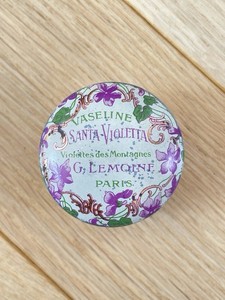 VASELINE
SANTA-VIOLETTA
Violettes des Montagnes
G. LEMOINE
PARIS